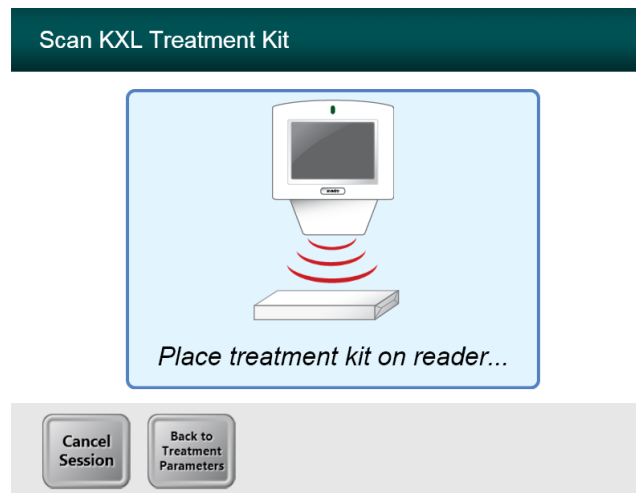 Scan KXL Treatment Kit
Place treatment kit on reader...
Cancel
Session
Back to
Treatment
Parameters